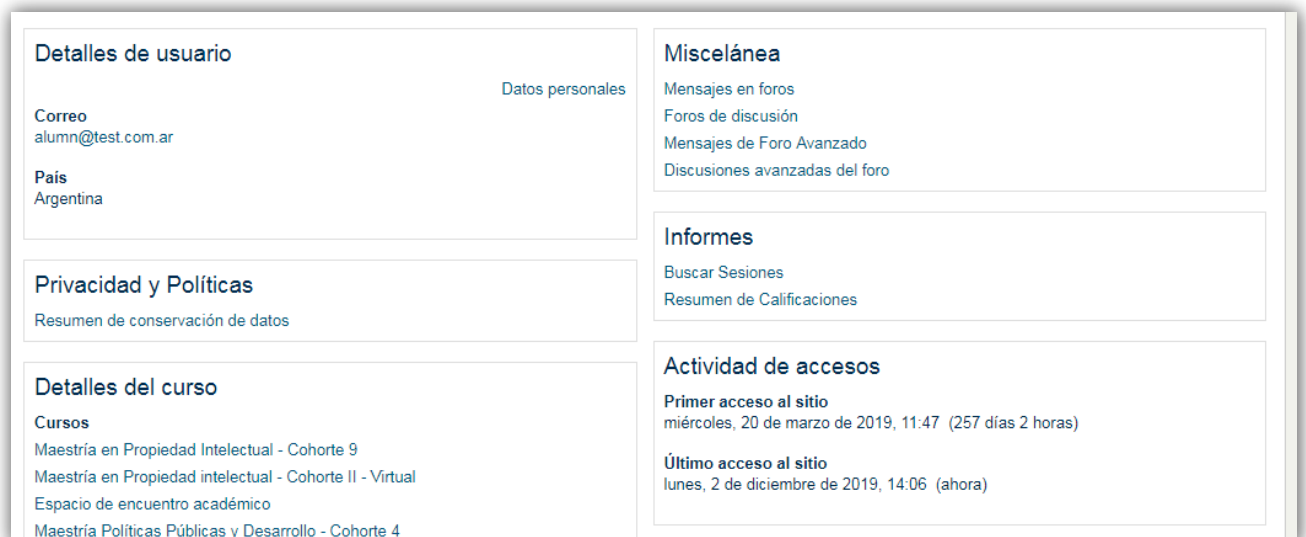 Detalles de usuario
Datos personales
Correo
alumn@test.com.ar
País
Argentina
Privacidad y Políticas
Resumen de conservación de datos
Detalles del curso
Cursos
Maestría en Propiedad Intelectual - Cohorte 9
Maestría en Propiedad intelectual - Cohorte II - Virtual
Espacio de encuentro académico
Maestría Políticas Públicas y Desarrollo - Cohorte 4
Miscelánea
Mensajes en foros
Foros de discusión
Mensajes de Foro Avanzado
Discusiones avanzadas del foro
Informes
Buscar Sesiones
Resumen de Calificaciones
Actividad de accesos
Primer acceso al sitio
miércoles, 20 de marzo de 2019, 11:47 (257 días 2 horas)
Último acceso al sitio
lunes, 2 de diciembre de 2019, 14:06 (ahora)